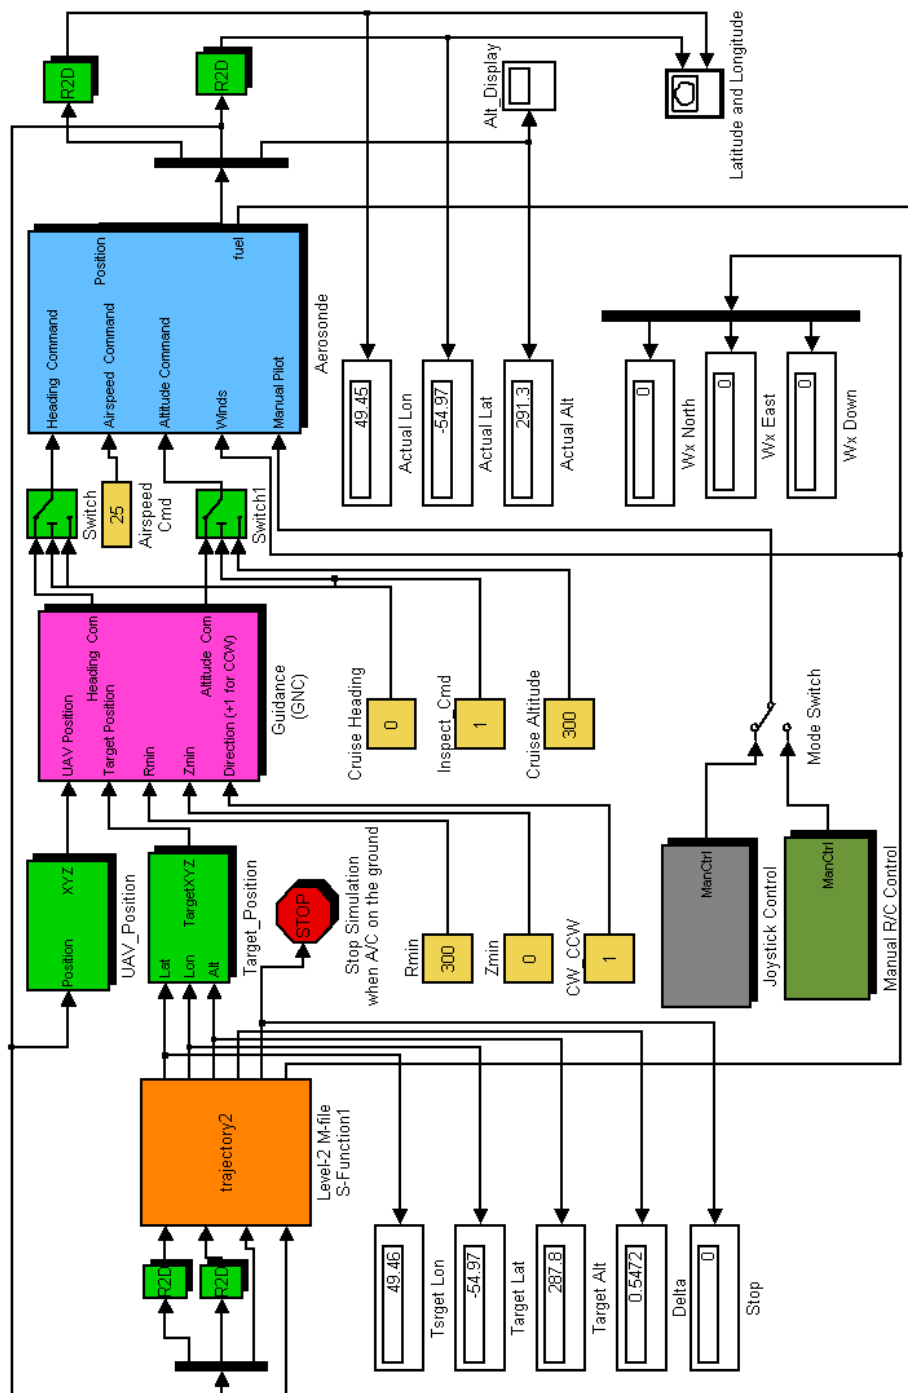 R2D
R2D
trajectory2
Level-2 M-file
S-Function1
49.46
Tsrget Lon
-54.97
Target Lat
287.8
Target Alt
0.5472
Delta
0
Stop
Position
XYZ
UAV_Position
Lat
Lon
Alt
TargetXYZ
Target_Position
STOP
Stop Simulation
when A/C on the ground
Rmin
300
Zmin
0
CW_CCW
1
UAV Position
Heading Com
Target Position
Rmin
Zmin
Altitude Com
Direction (+1 for CCW)
Guidance
(GNC)
Cruise Heading
0
Inspect_Cmd
1
Cruise Altitude
300
ManCtrl
Joystick Control
ManCtrl
Manual R/C Control
Mode Switch
Switch
25
Airspeed
Cmd
Switch1
Heading Command
Airspeed Command
Position
Altitude Command
Winds
fuel
Manual Pilot
Aerosonde
49.45
Actual Lon
-54.97
Actual Lat
291.3
Actual Alt
0
Wx North
0
Wx East
0
Wx Down
R2D
R2D
Alt_Display
Latitude and Longitude